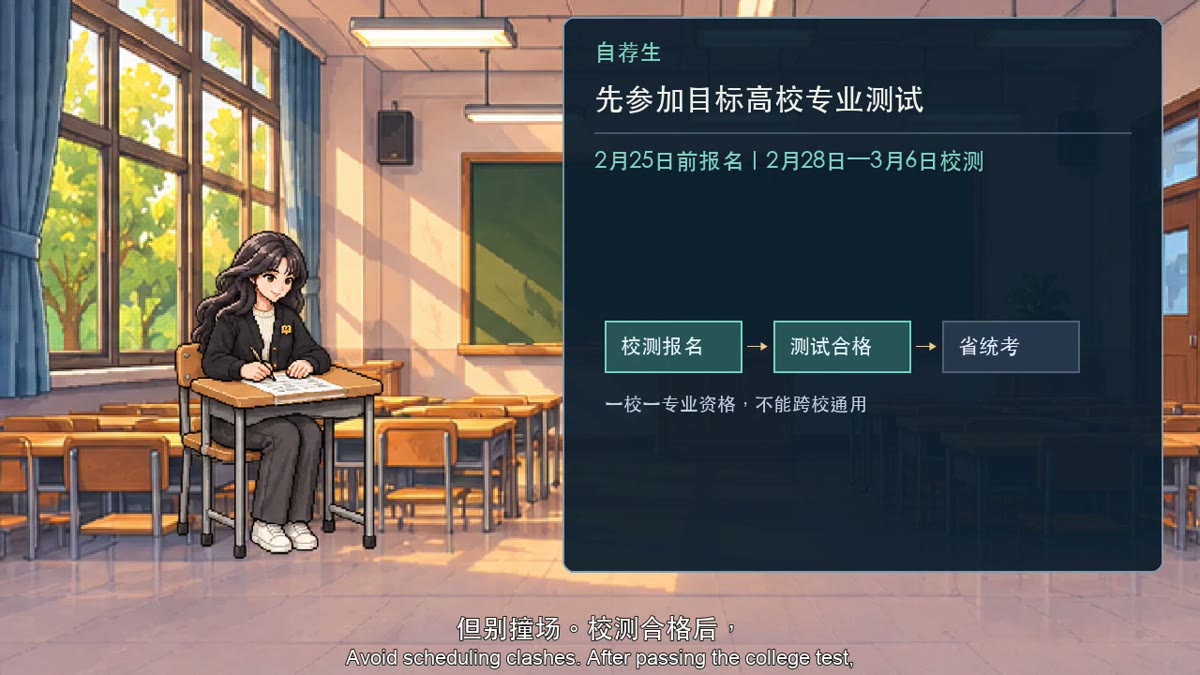 自荐生
先参加目标高校专业测试
2月25日前报名丨2月28日—3月6日校测
校测报名 → 测试合格 → 省统考
一校一专业资格，不能跨校通用
但别撞场。校测合格后，
Avoid scheduling clashes. After passing the college test,